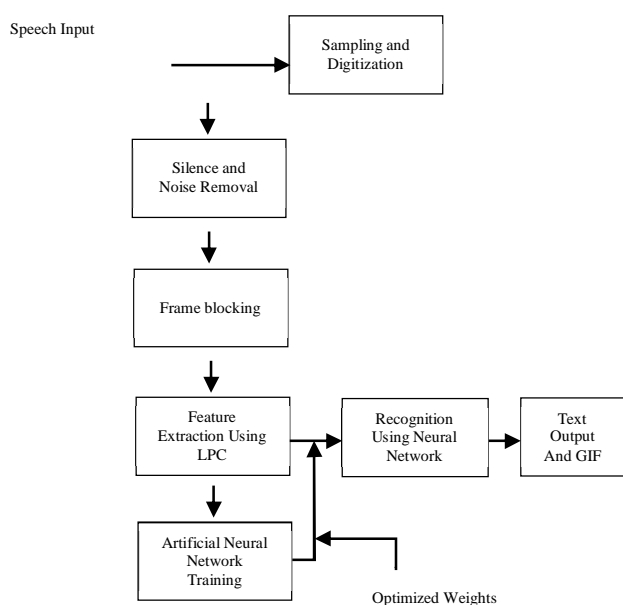 Speech Input
Sampling and
Digitization
Silence and
Noise Removal
Frame blocking
Feature
Extraction Using
LPC
Recognition
Using Neural
Network
Text
Output
And GIF
Artificial Neural
Network
Training
Optimized Weights